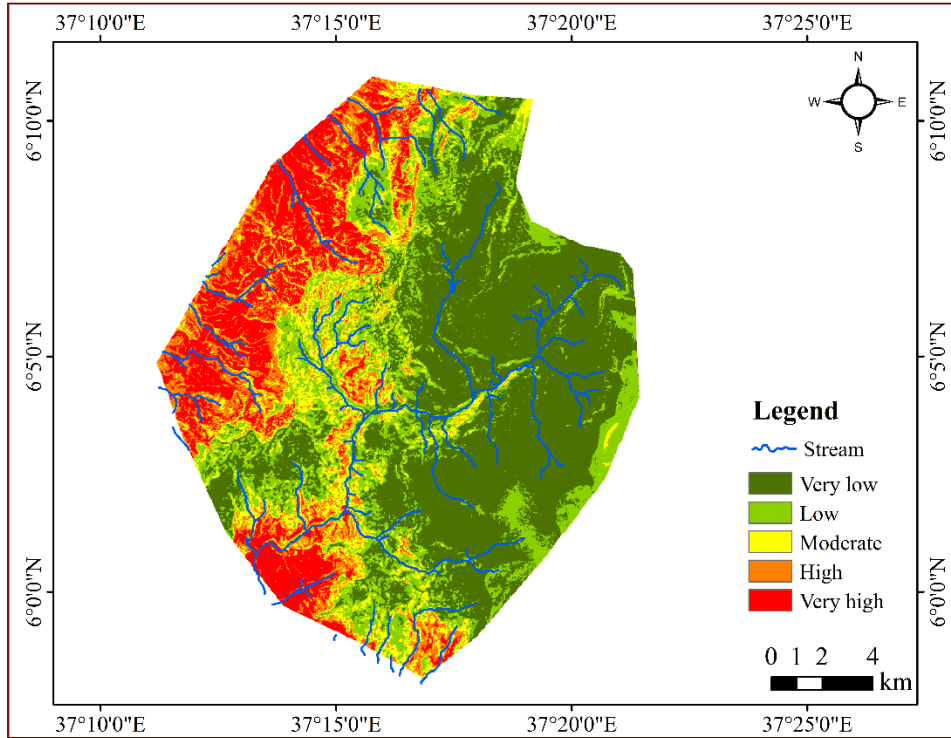 37°10'0"E 37°15'0"E 37°20'0"E 37°25'0"E
N
W E
S
6°10'0"N 6°10'0"N
6°5'0"N 6°5'0"N
Legend
Stream
Very low
Low
Moderate
High
Very high
6°0'0"N 6°0'0"N
0 1 2 4
km
37°10'0"E 37°15'0"E 37°20'0"E 37°25'0"E